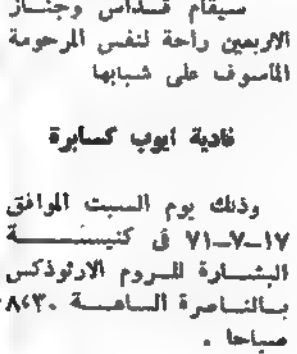 سيقام قداس وجناز
الاربعين راحة لنفس المرحومة
المأسوف على شبابها
نادية ايوب كسابرة
وذلك يوم السبت الموافق
١٧-٧-٧١ في كنيسة
البشارة للروم الارثوذكس
بالناصرة الساعة ٨،٣٠
صباحا .